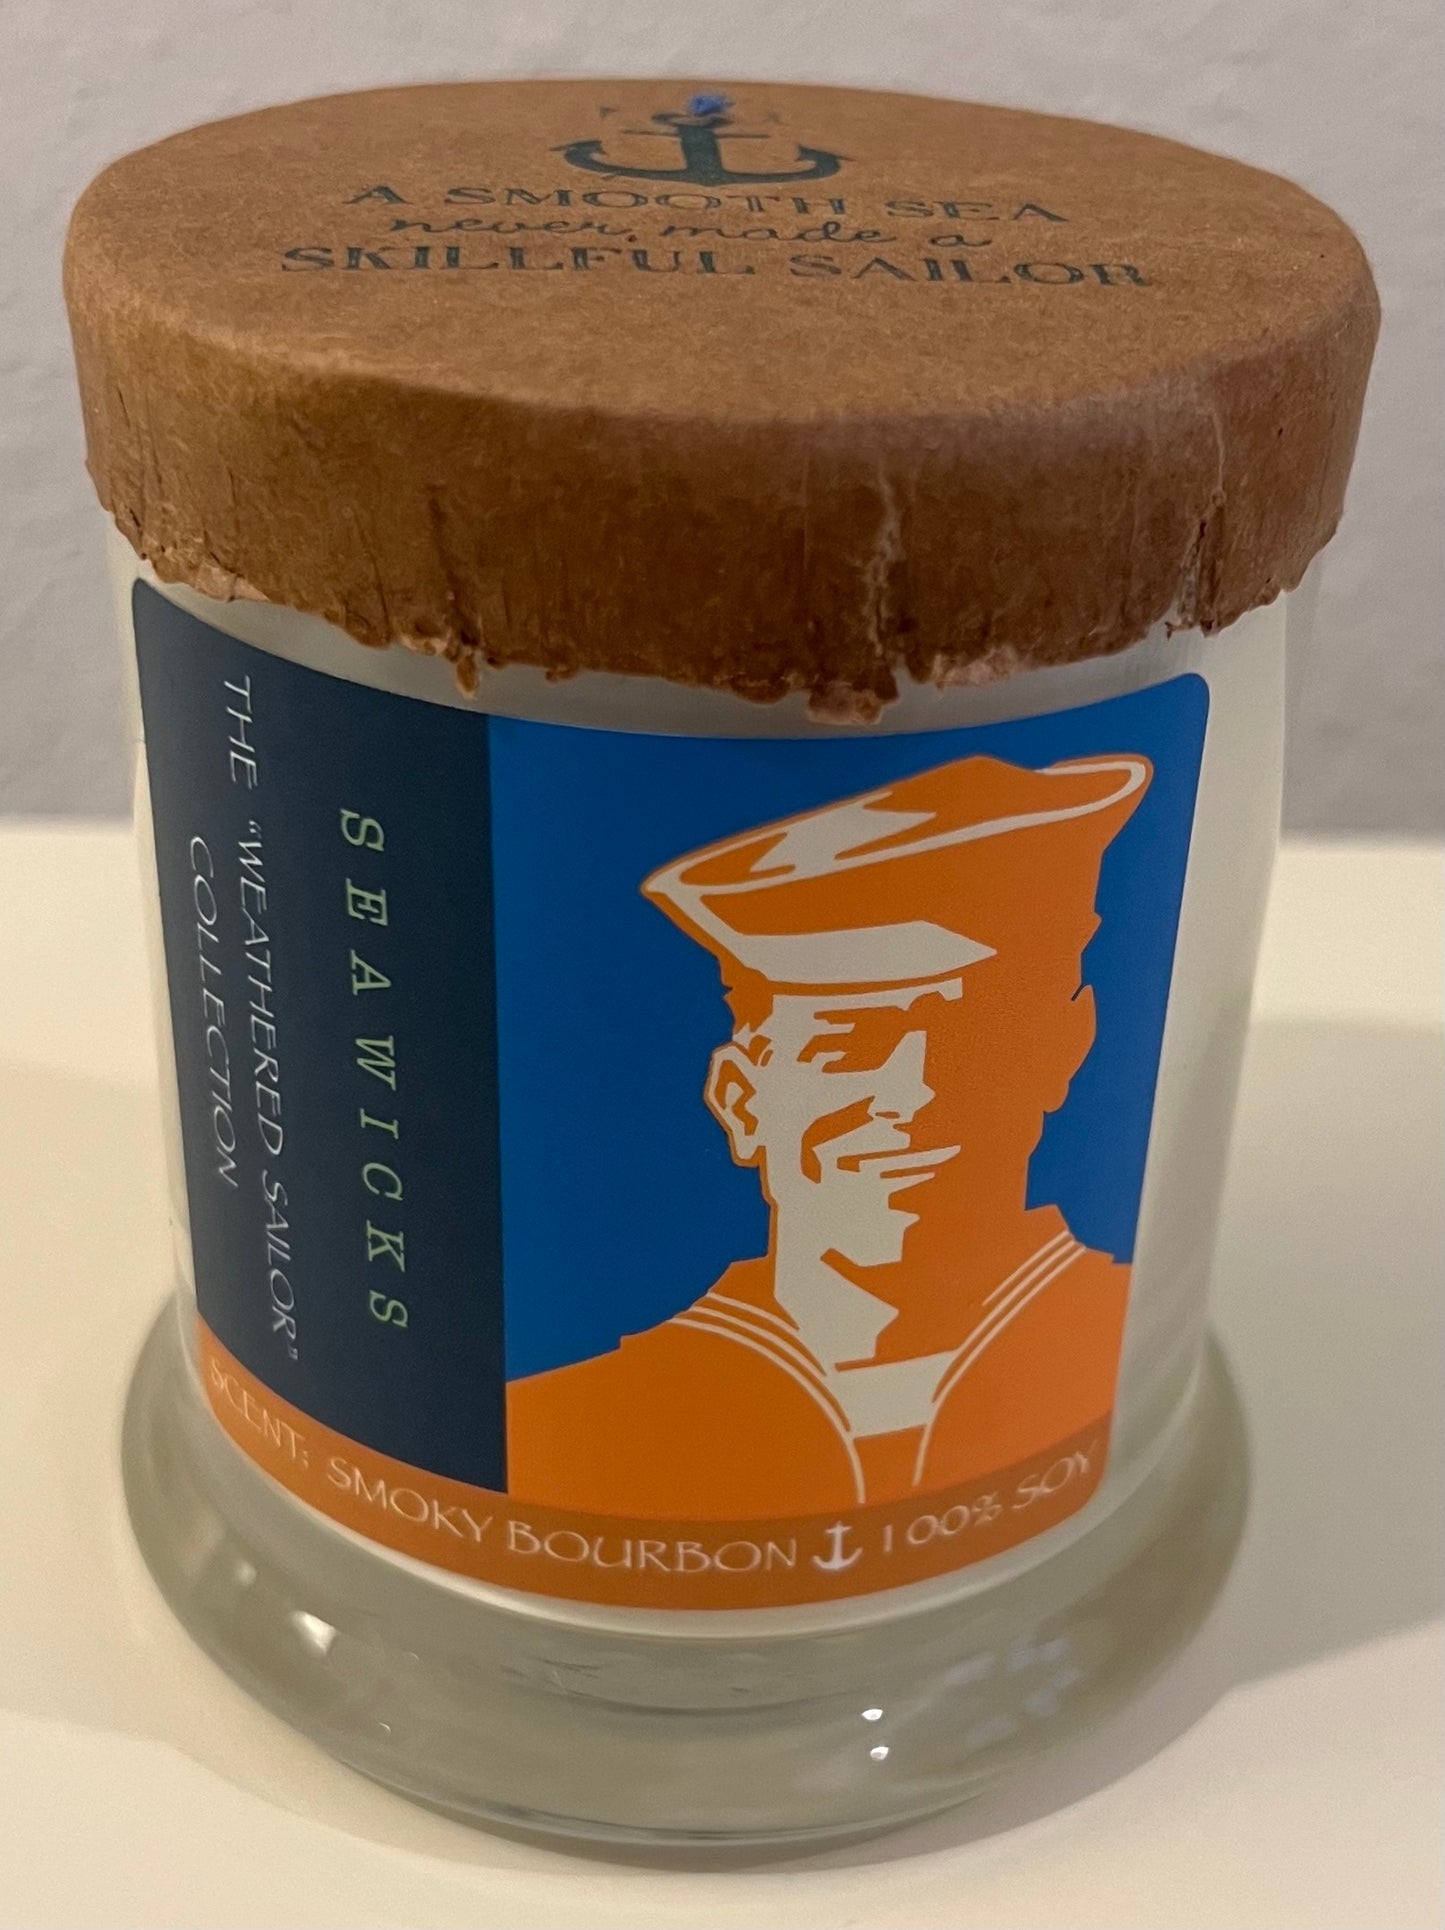 A SMOOTH SEA
never made a
SKILLFUL SAILOR
SEAWICKS
THE "WEATHERED SAILOR"
COLLECTION
SCENT: SMOKY BOURBON 100% SOY